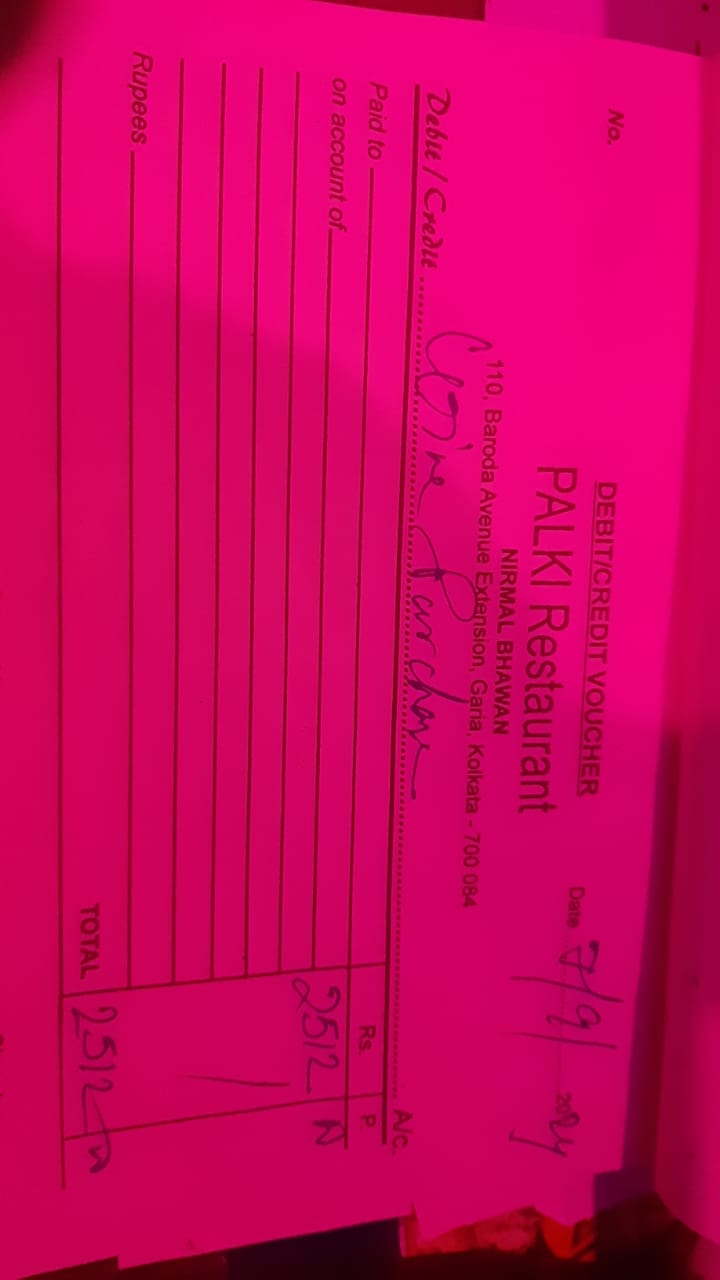 No.
DEBIT/CREDIT VOUCHER
PALKI Restaurant
NIRMAL BHAWAN
110, Baroda Avenue Extension, Garia, Kolkata - 700 084
Date 7/9/ 2024
Debit / Credit Purchase A/c.
Paid to Rs. P.
on account of 2512
Rupees
TOTAL 2512